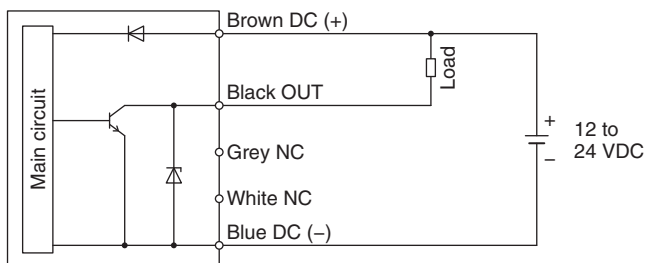 Brown DC (+)
Load
Black OUT
Main circuit
Grey NC
White NC
Blue DC (−)
+
−
12 to
24 VDC